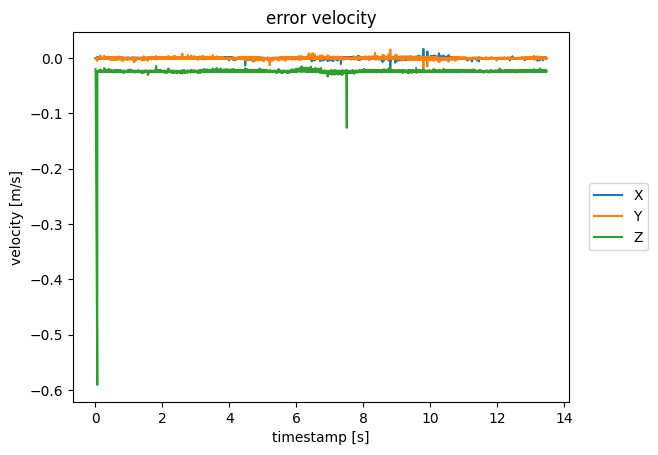 error velocity
velocity [m/s]
0.0
−0.1
−0.2
−0.3
−0.4
−0.5
−0.6
0 2 4 6 8 10 12 14
timestamp [s]
X
Y
Z